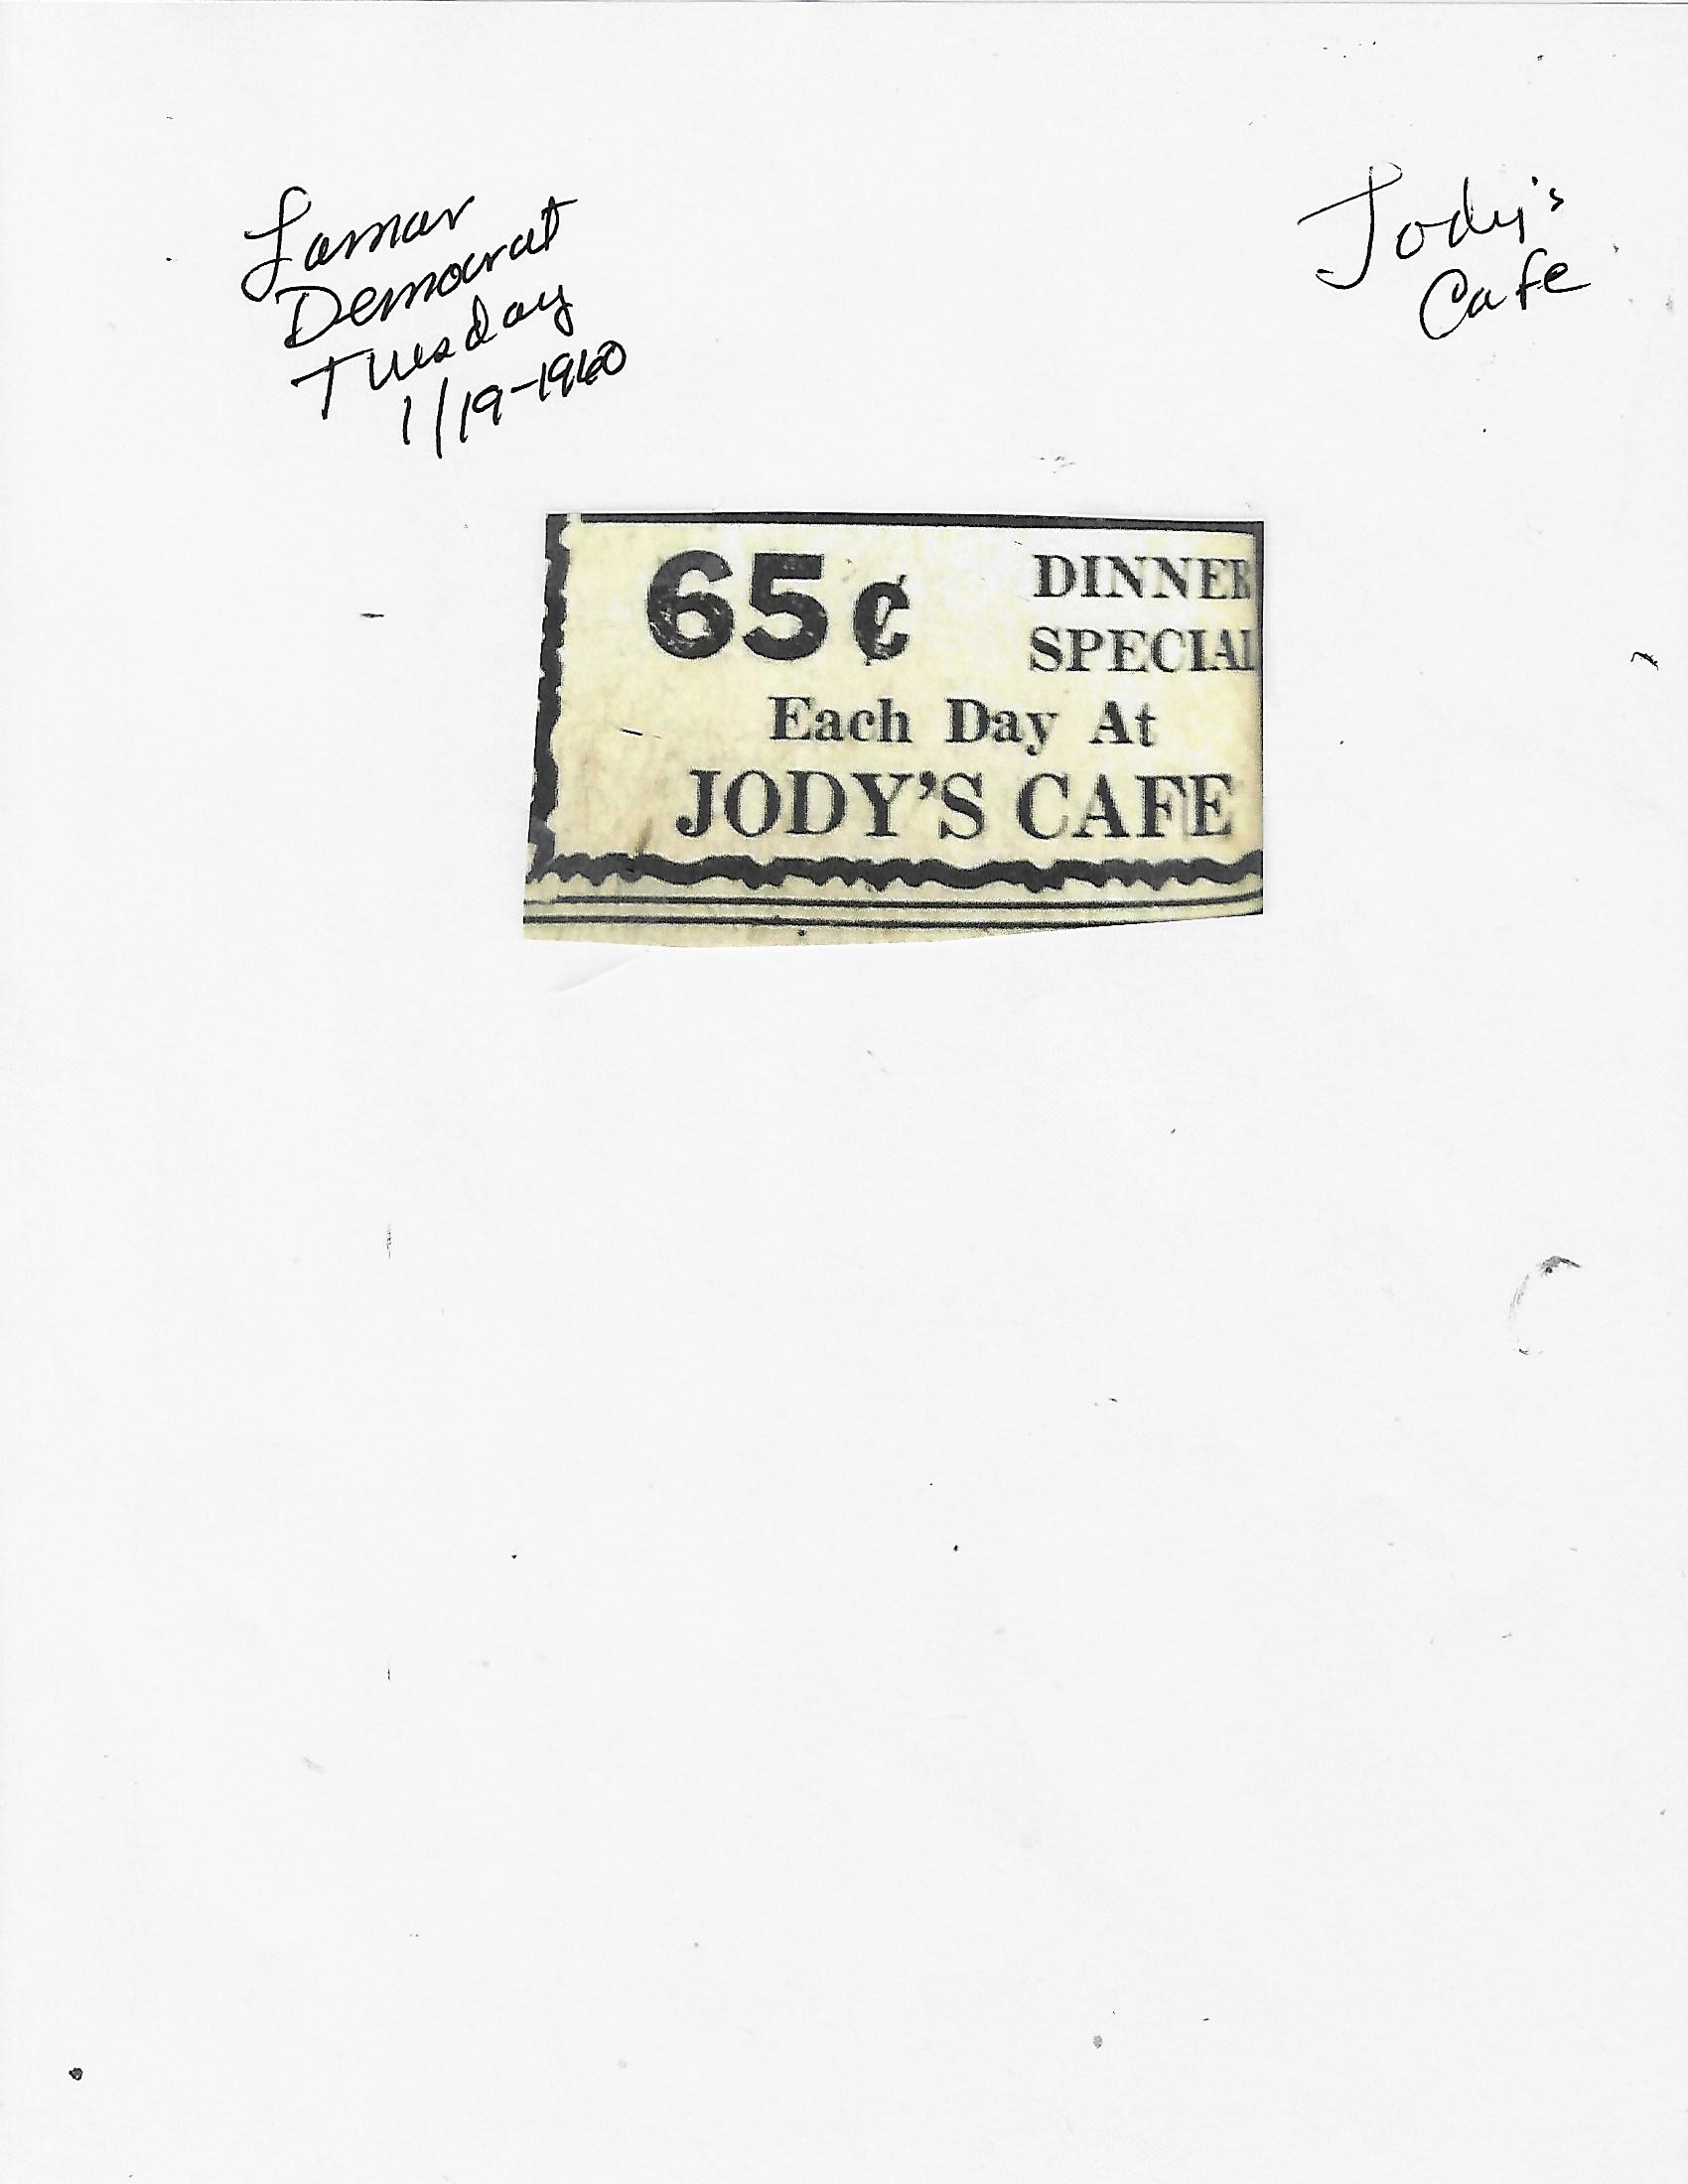 Lamar
Democrat
Tuesday
1/19-1960
Jody's
Cafe
65¢ DINNER
SPECIAL
Each Day At
JODY'S CAFE